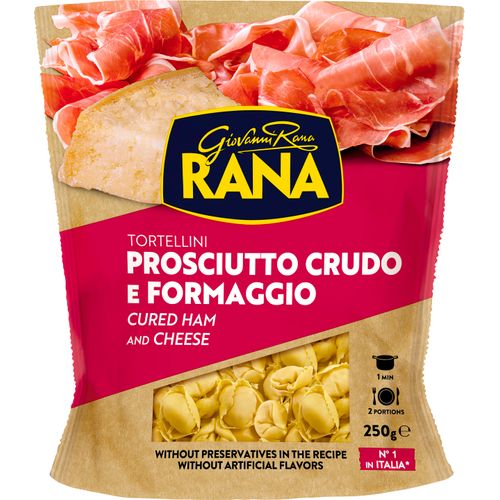 Giovanni Rana
RANA
TORTELLINI
PROSCIUTTO CRUDO
E FORMAGGIO
CURED HAM
AND CHEESE
1 MIN
2 PORTIONS
250g e
N° 1
IN ITALIA*
WITHOUT PRESERVATIVES IN THE RECIPE
WITHOUT ARTIFICIAL FLAVORS